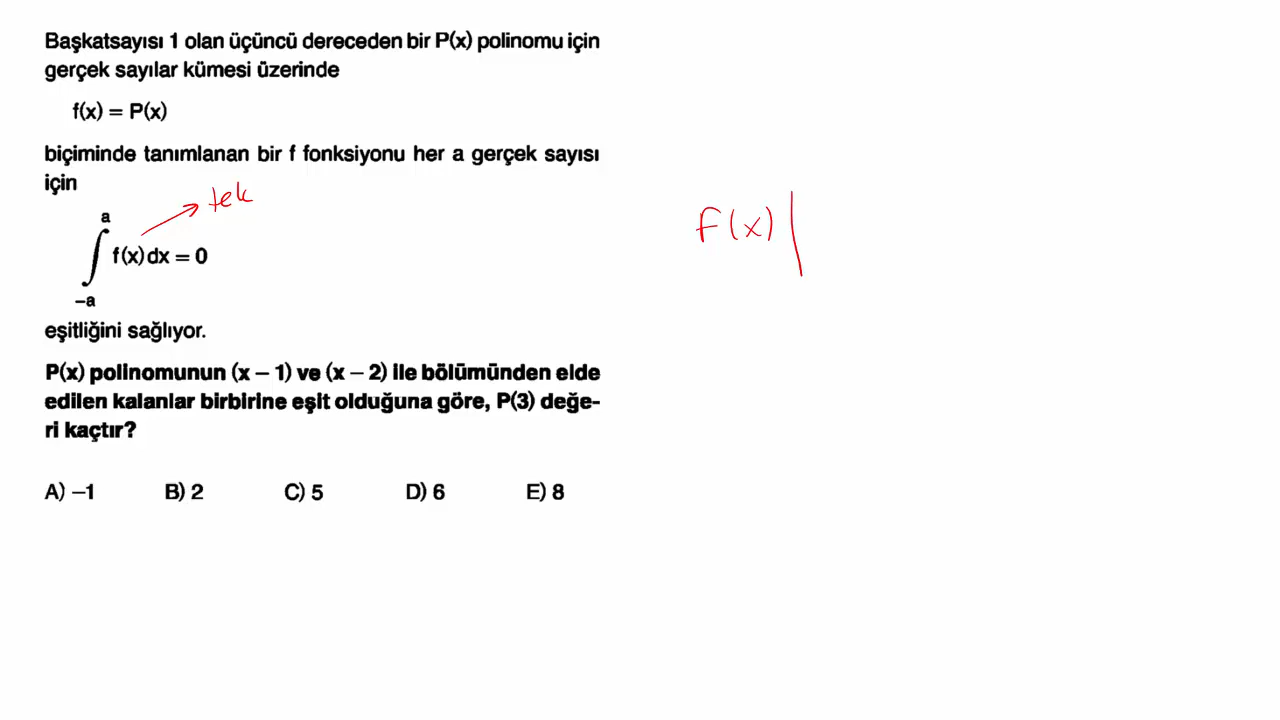 Başkatsayısı 1 olan üçüncü dereceden bir P(x) polinomu için
gerçek sayılar kümesi üzerinde
f(x) = P(x)
biçiminde tanımlanan bir f fonksiyonu her a gerçek sayısı
için
tek
a
f(x) dx = 0
–a
F(x) |
eşitliğini sağlıyor.
P(x) polinomunun (x – 1) ve (x – 2) ile bölümünden elde
edilen kalanlar birbirine eşit olduğuna göre, P(3) değe-
ri kaçtır?
A) –1 B) 2 C) 5 D) 6 E) 8